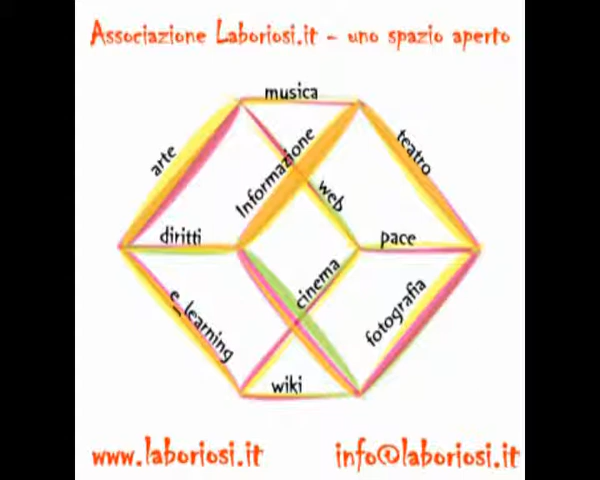 Associazione Laboriosi.it - uno spazio aperto
musica
arte
Informazione
teatro
web
diritti
pace
e_learning
cinema
fotografia
wiki
www.laboriosi.it
info@laboriosi.it